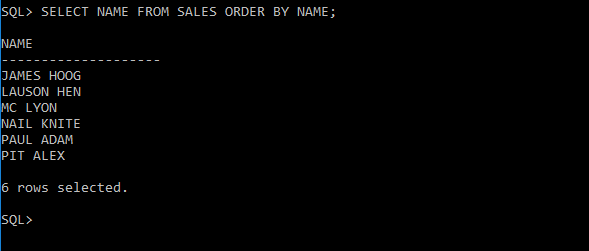 SQL> SELECT NAME FROM SALES ORDER BY NAME;
NAME
--------------------
JAMES HOOG
LAUSON HEN
MC LYON
NAIL KNITE
PAUL ADAM
PIT ALEX
6 rows selected.
SQL>